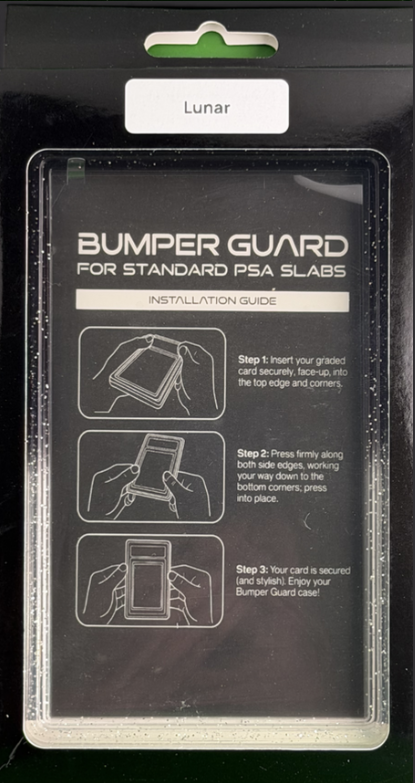 Lunar
BUMPER GUARD
FOR STANDARD PSA SLABS
INSTALLATION GUIDE
Step 1: Insert your graded
card securely, face-up, into
the top edge and corners.
Step 2: Press firmly along
both side edges, working
your way down to the
bottom corners; press
into place.
Step 3: Your card is secured
(and stylish). Enjoy your
Bumper Guard case!